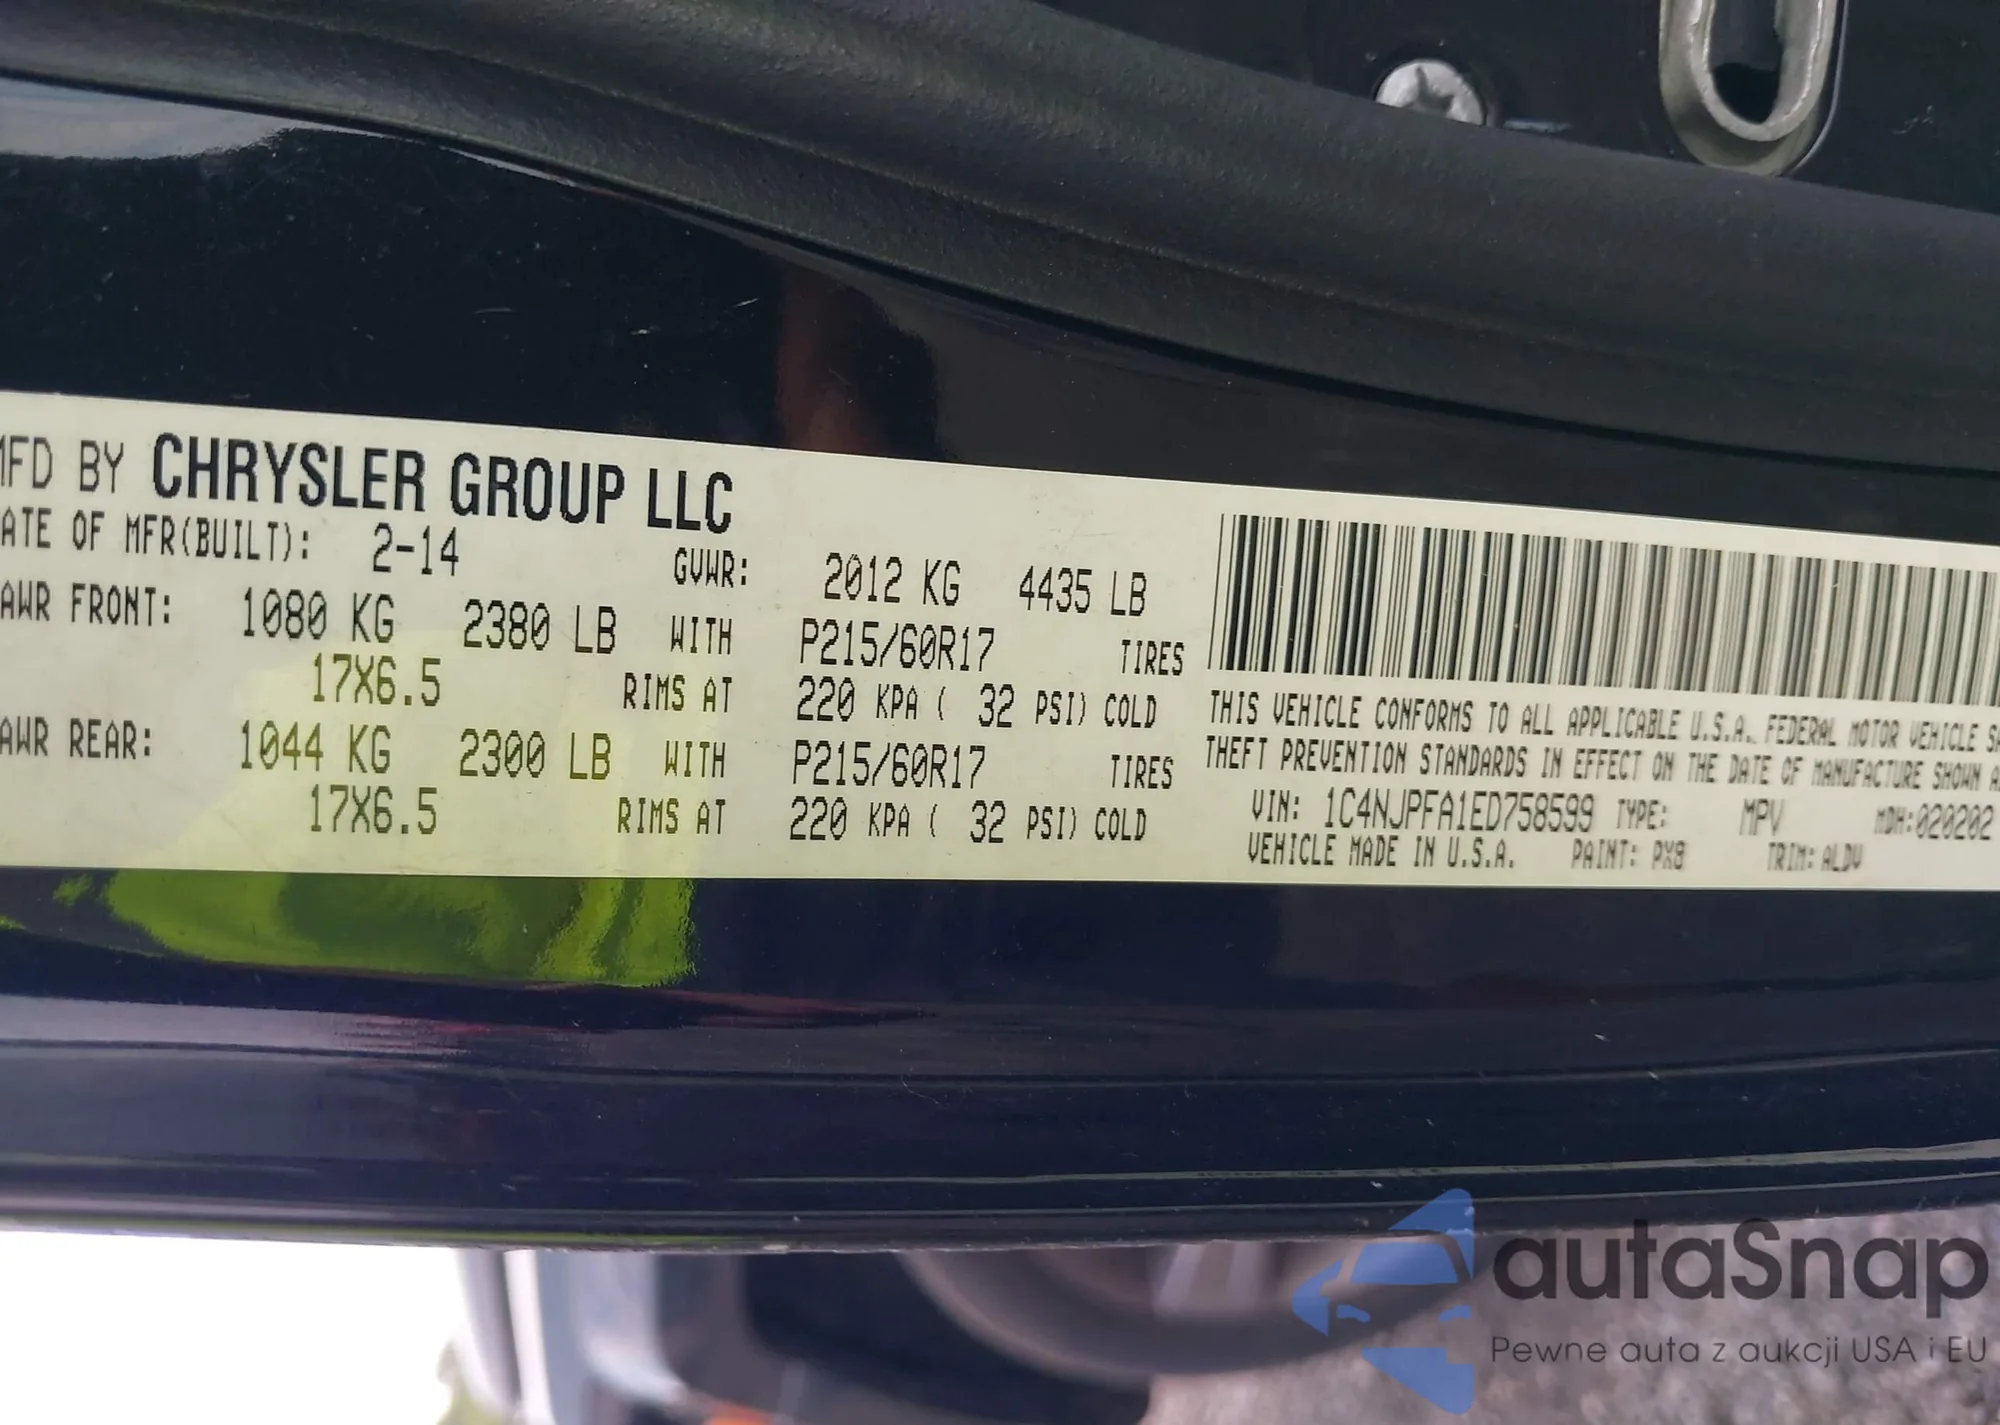 MFD BY CHRYSLER GROUP LLC
ATE OF MFR(BUILT): 2-14 GVWR: 2012 KG 4435 LB
AWR FRONT: 1080 KG 2380 LB WITH P215/60R17 TIRES
17X6.5 RIMS AT 220 KPA ( 32 PSI) COLD
AWR REAR: 1044 KG 2300 LB WITH P215/60R17 TIRES
17X6.5 RIMS AT 220 KPA ( 32 PSI) COLD
THIS VEHICLE CONFORMS TO ALL APPLICABLE U.S.A. FEDERAL MOTOR VEHICLE SA
THEFT PREVENTION STANDARDS IN EFFECT ON THE DATE OF MANUFACTURE SHOWN A
VIN: 1C4NJPFA1ED758599 TYPE: MPV MDH:020202
VEHICLE MADE IN U.S.A. PAINT: PX8 TRIM: ALDV
autaSnap
Pewne auta z aukcji USA i EU